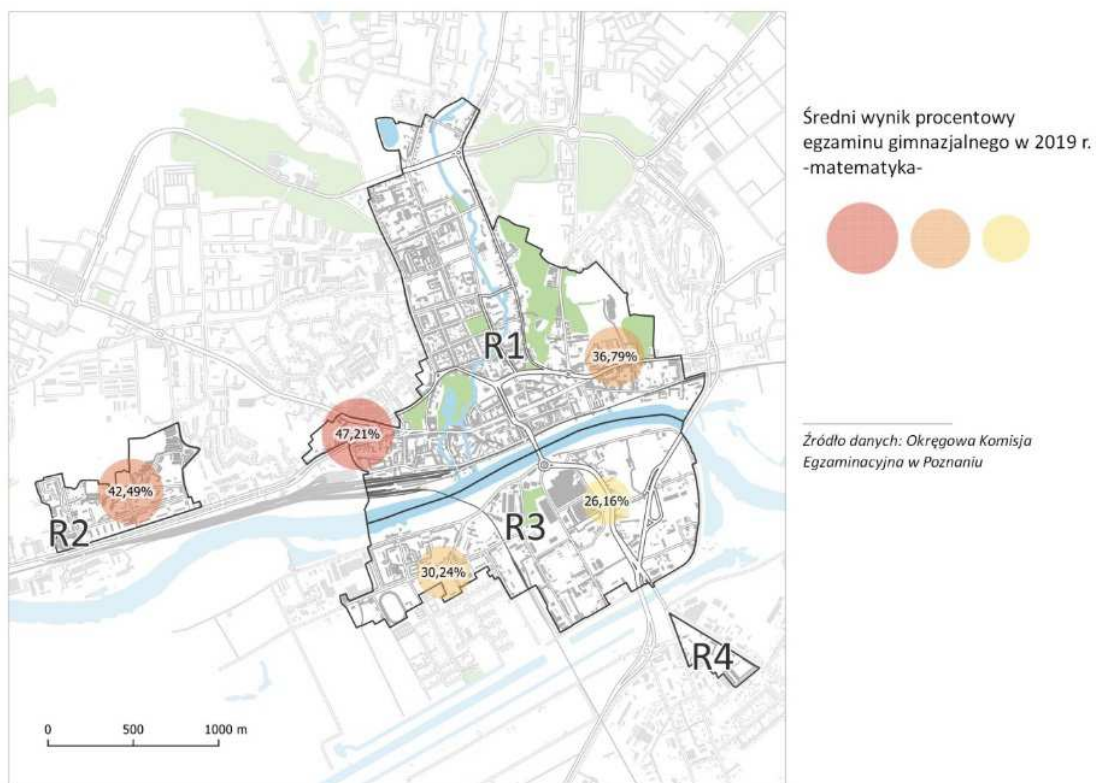 Średni wynik procentowy
egzaminu gimnazjalnego w 2019 r.
-matematyka-
R1
36,79%
47,21%
42,49%
R2
26,16%
R3
30,24%
R4
0 500 1000 m
Źródło danych: Okręgowa Komisja
Egzaminacyjna w Poznaniu